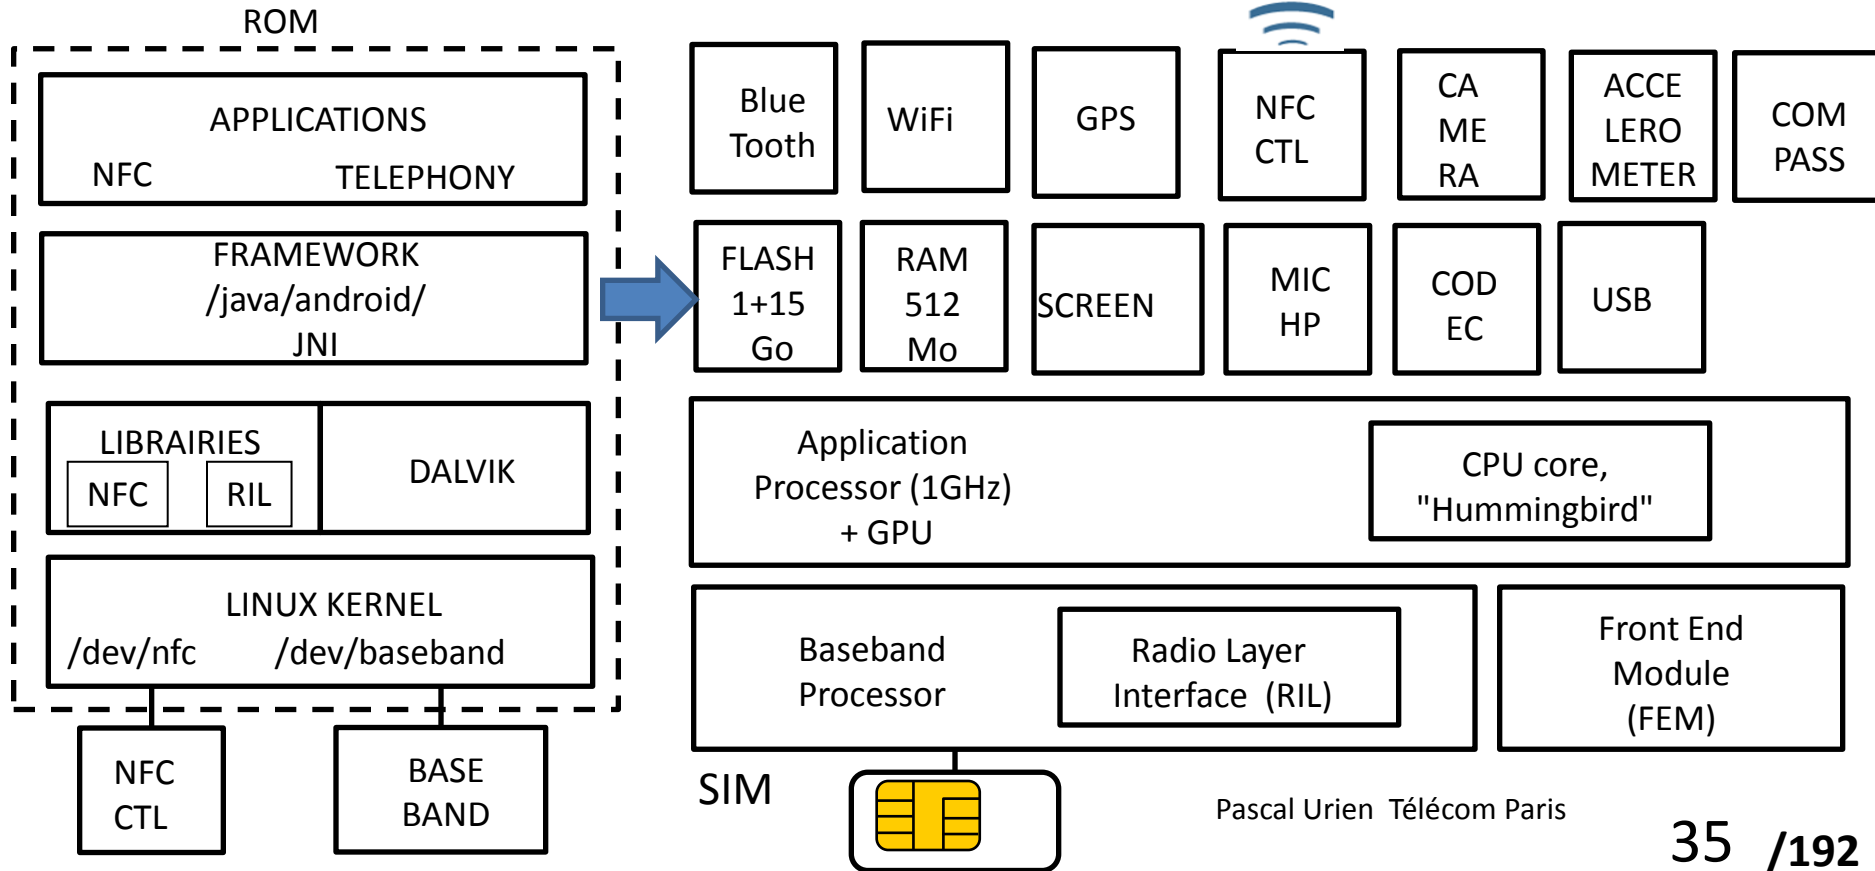 ROM
APPLICATIONS
NFC TELEPHONY
FRAMEWORK
/java/android/
JNI
LIBRAIRIES
NFC RIL
DALVIK
LINUX KERNEL
/dev/nfc /dev/baseband
NFC
CTL
BASE
BAND
Blue
Tooth
WiFi
GPS
NFC
CTL
CA
ME
RA
ACCE
LERO
METER
COM
PASS
FLASH
1+15
Go
RAM
512
Mo
SCREEN
MIC
HP
COD
EC
USB
Application
Processor (1GHz)
+ GPU
CPU core,
"Hummingbird"
Baseband
Processor
Radio Layer
Interface (RIL)
Front End
Module
(FEM)
SIM
Pascal Urien Télécom Paris
35 /192